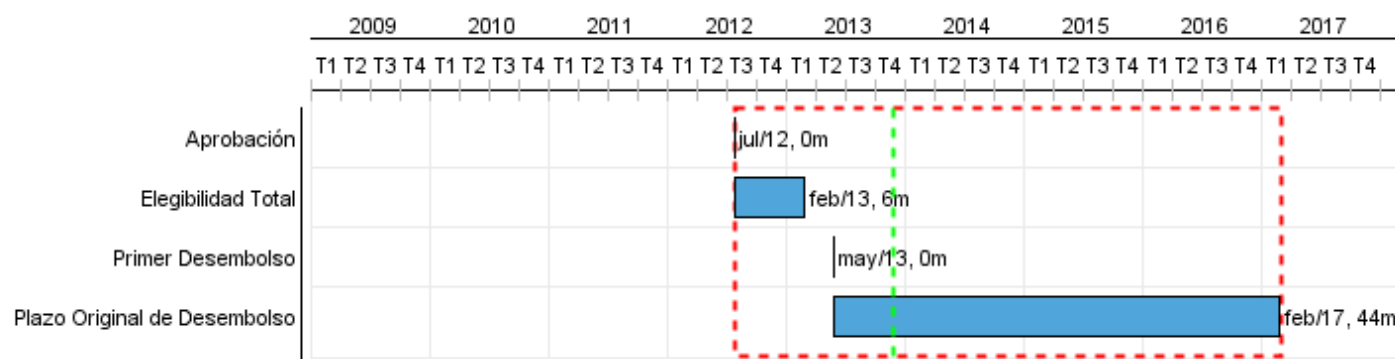 2009 2010 2011 2012 2013 2014 2015 2016 2017
T1 T2 T3 T4 T1 T2 T3 T4 T1 T2 T3 T4 T1 T2 T3 T4 T1 T2 T3 T4 T1 T2 T3 T4 T1 T2 T3 T4 T1 T2 T3 T4 T1 T2 T3 T4
Aprobación jul/12, 0m
Elegibilidad Total feb/13, 6m
Primer Desembolso may/13, 0m
Plazo Original de Desembolso feb/17, 44m